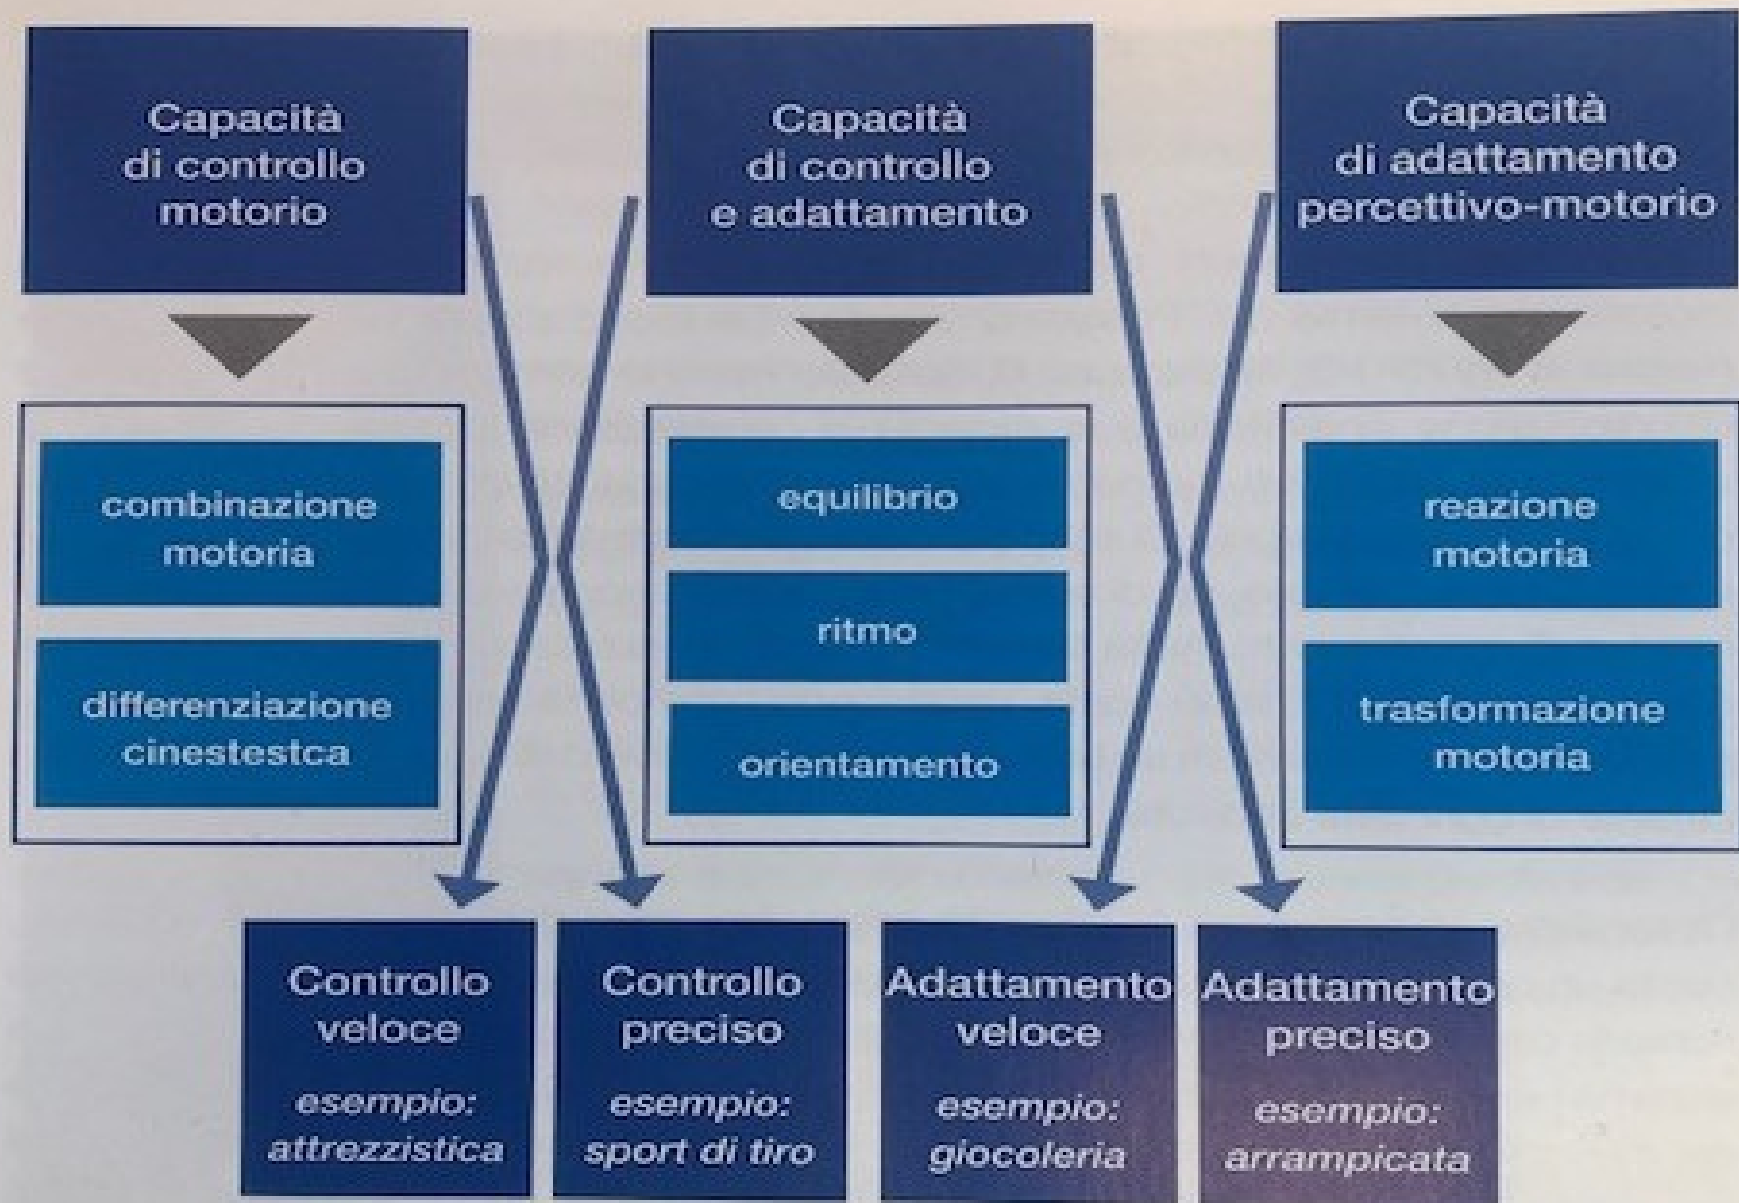 Capacità
di controllo
motorio
Capacità
di controllo
e adattamento
Capacità
di adattamento
percettivo-motorio
combinazione
motoria
differenziazione
cinestestca
equilibrio
ritmo
orientamento
reazione
motoria
trasformazione
motoria
Controllo
veloce
esempio:
attrezzistica
Controllo
preciso
esempio:
sport di tiro
Adattamento
veloce
esempio:
giocoleria
Adattamento
preciso
esempio:
arrampicata